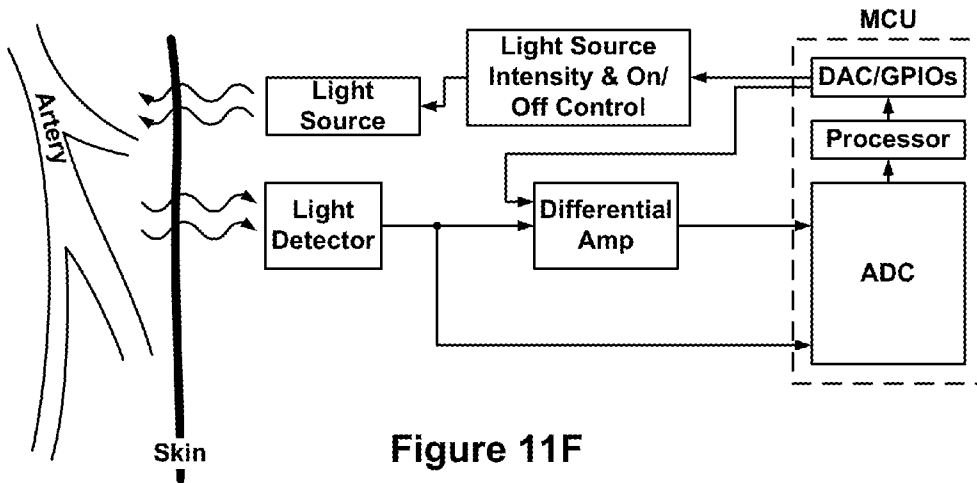 MCU
Light Source
Intensity & On/
Off Control
DAC/GPIOs
Light
Source
Processor
Artery
Light
Detector
Differential
Amp
ADC
Skin
Figure 11F